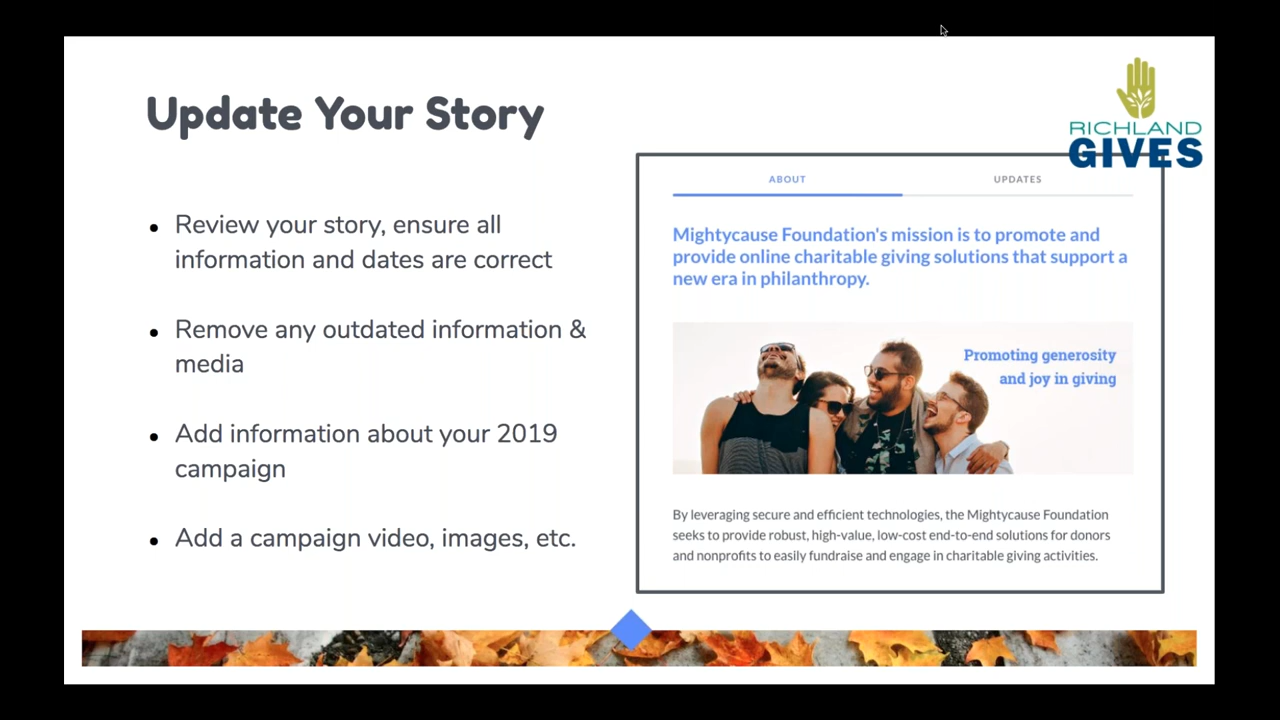 Update Your Story
RICHLAND
GIVES
• Review your story, ensure all
information and dates are correct
• Remove any outdated information &
media
• Add information about your 2019
campaign
• Add a campaign video, images, etc.
ABOUT
UPDATES
Mightycause Foundation's mission is to promote and
provide online charitable giving solutions that support a
new era in philanthropy.
Promoting generosity
and joy in giving
By leveraging secure and efficient technologies, the Mightycause Foundation
seeks to provide robust, high-value, low-cost end-to-end solutions for donors
and nonprofits to easily fundraise and engage in charitable giving activities.